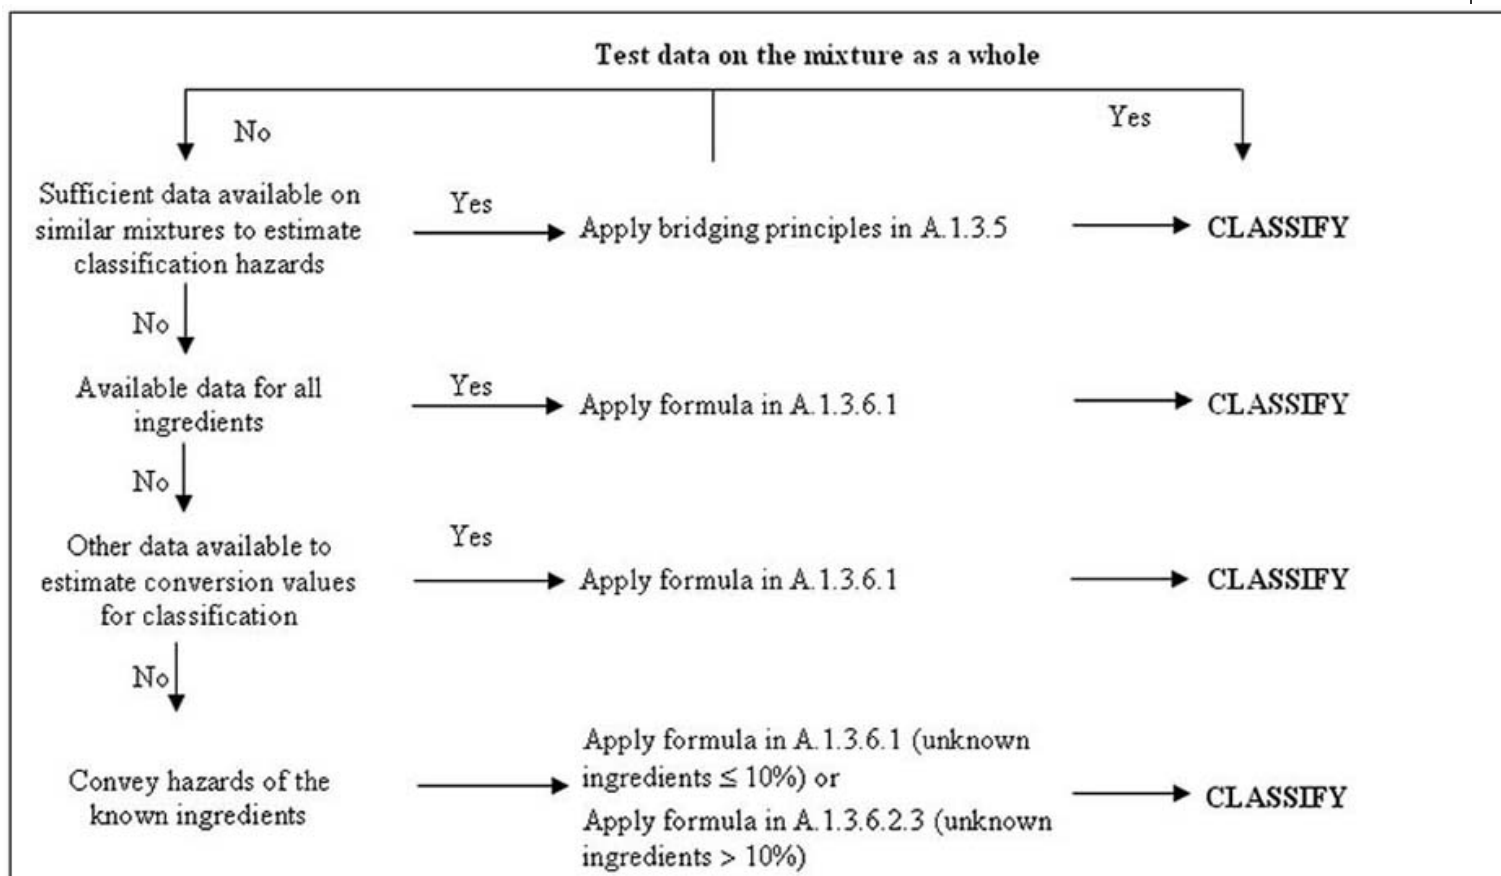 Test data on the mixture as a whole
No
Yes
Sufficient data available on
similar mixtures to estimate
classification hazards
Yes
Apply bridging principles in A.1.3.5
CLASSIFY
No
Available data for all
ingredients
Yes
Apply formula in A.1.3.6.1
CLASSIFY
No
Other data available to
estimate conversion values
for classification
Yes
Apply formula in A.1.3.6.1
CLASSIFY
No
Convey hazards of the
known ingredients
Apply formula in A.1.3.6.1 (unknown
ingredients ≤ 10%) or
Apply formula in A.1.3.6.2.3 (unknown
ingredients > 10%)
CLASSIFY